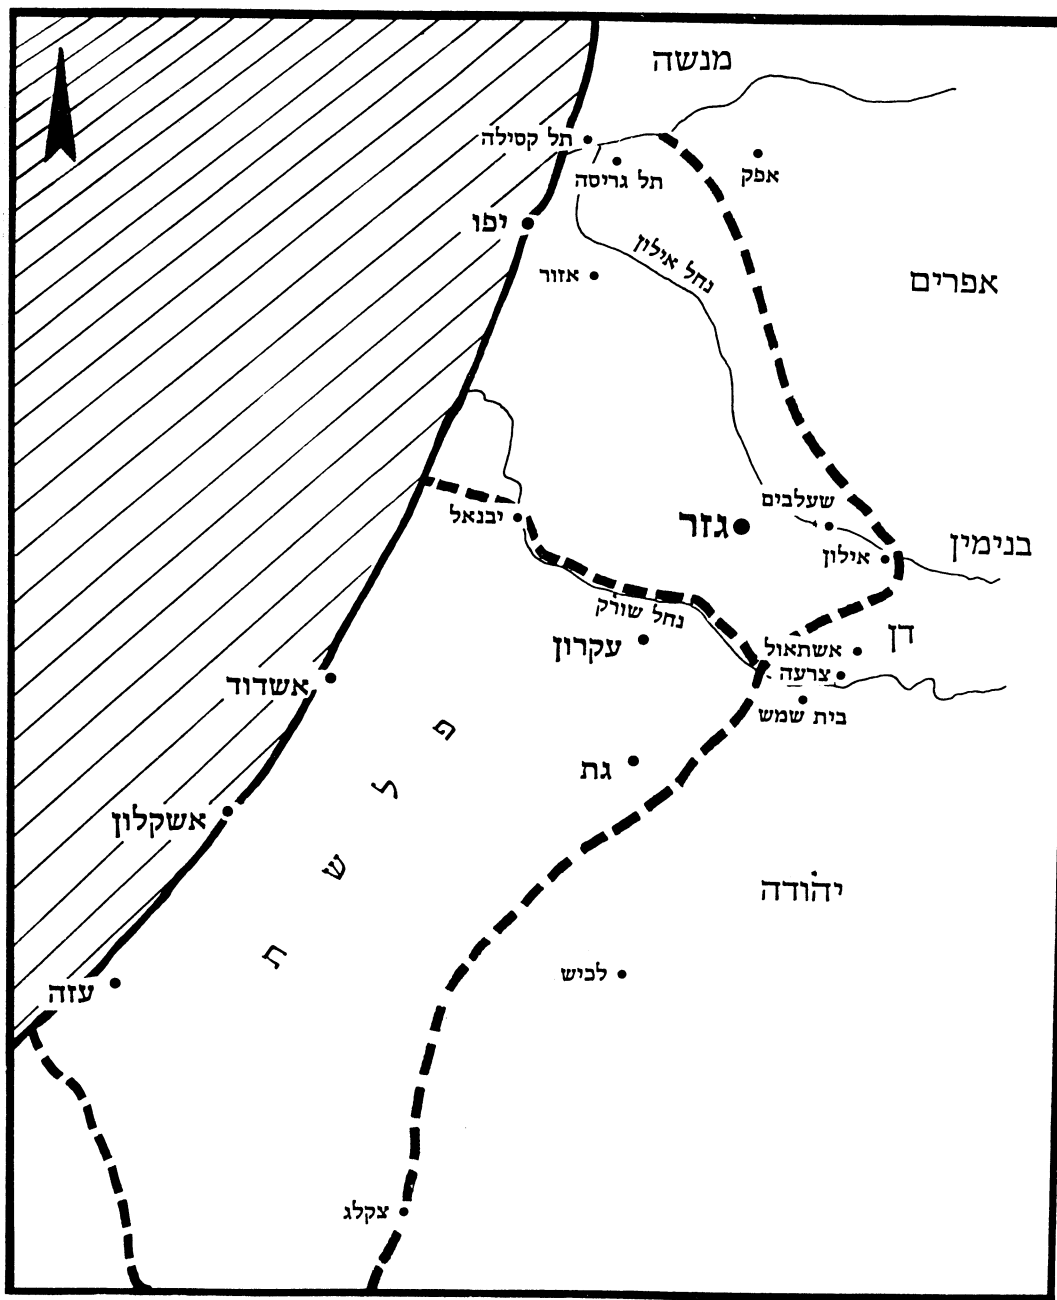 מנשה
תל קסילה
תל גריסה
אפק
יפו
נחל אילון
אזור
אפרים
שעלבים
יבנאל
גזר
בנימין
אילון
נחל שורק
עקרון
דן
אשתאול
צרעה
אשדוד
בית שמש
גת
אשקלון
פלשת
יהודה
לכיש
עזה
צקלג